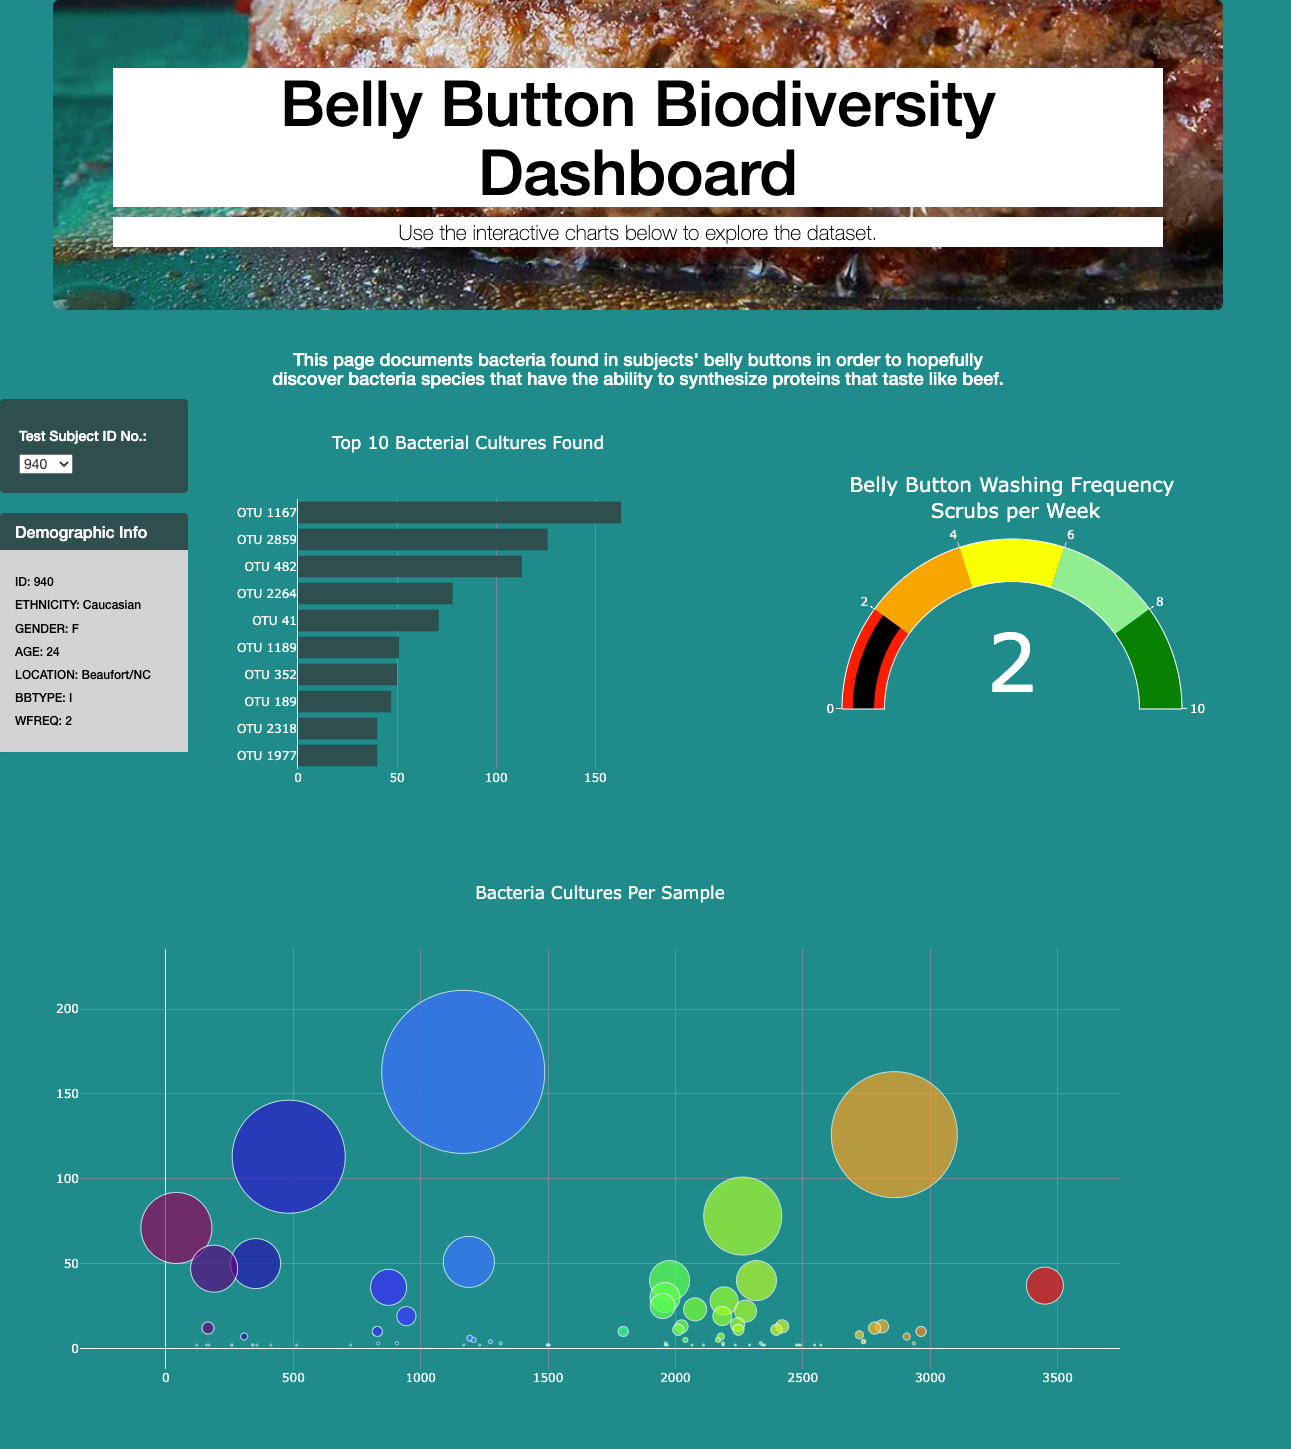 Belly Button Biodiversity
Dashboard
Use the interactive charts below to explore the dataset.
This page documents bacteria found in subjects' belly buttons in order to hopefully
discover bacteria species that have the ability to synthesize proteins that taste like beef.
Test Subject ID No.:
940
Demographic Info
ID: 940
ETHNICITY: Caucasian
GENDER: F
AGE: 24
LOCATION: Beaufort/NC
BBTYPE: I
WFREQ: 2
Top 10 Bacterial Cultures Found
OTU 1167
OTU 2859
OTU 482
OTU 2264
OTU 41
OTU 1189
OTU 352
OTU 189
OTU 2318
OTU 1977
0 50 100 150
Belly Button Washing Frequency
Scrubs per Week
4 6
2 8
2
0 10
Bacteria Cultures Per Sample
200
150
100
50
0
0 500 1000 1500 2000 2500 3000 3500